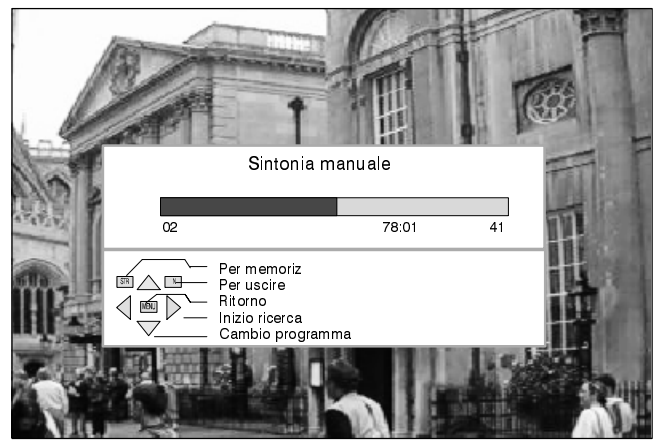 Sintonia manuale
02 78:01 41
STR N Per memoriz
Per uscire
MENU Ritorno
Inizio ricerca
Cambio programma